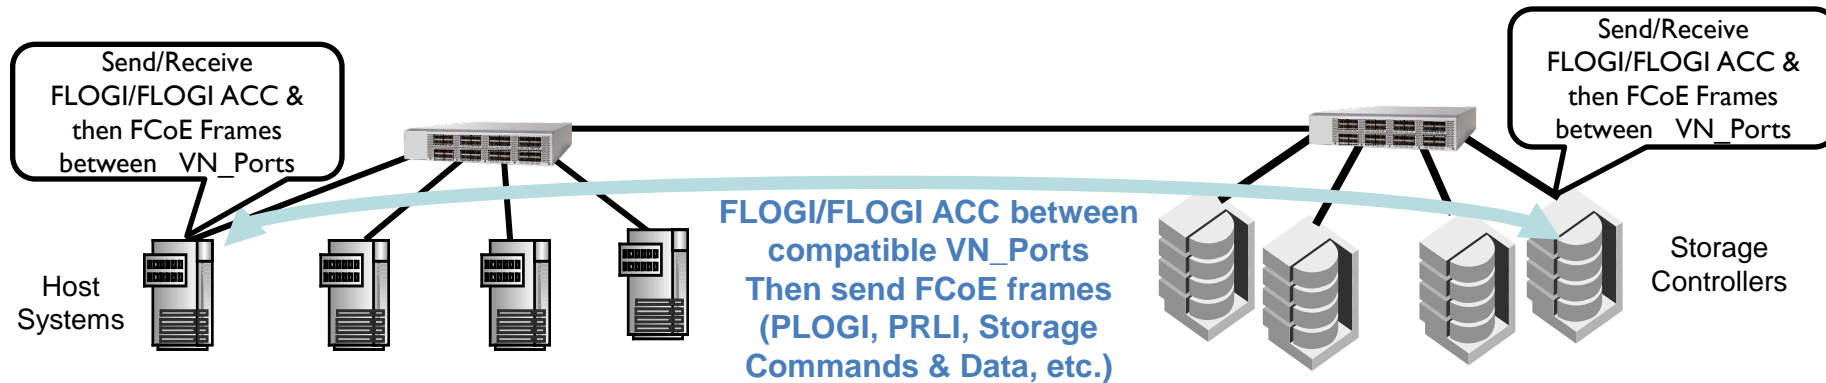 Send/Receive
FLOGI/FLOGI ACC &
then FCoE Frames
between VN_Ports
Send/Receive
FLOGI/FLOGI ACC &
then FCoE Frames
between VN_Ports
FLOGI/FLOGI ACC between
compatible VN_Ports
Then send FCoE frames
(PLOGI, PRLI, Storage
Commands & Data, etc.)
Host
Systems
Storage
Controllers